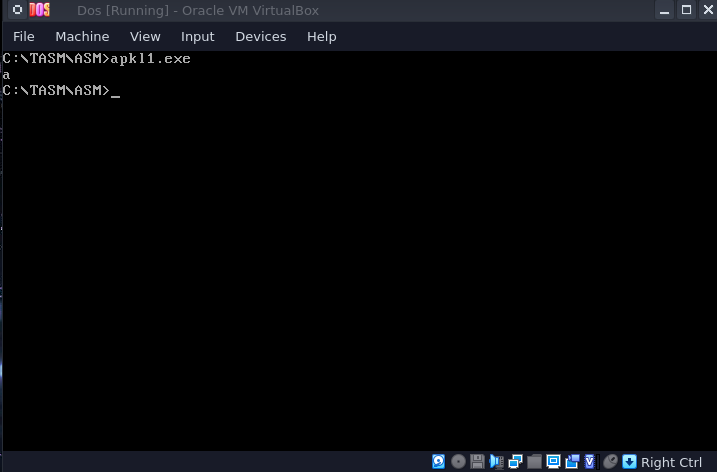 DOS Dos [Running] - Oracle VM VirtualBox
File Machine View Input Devices Help
C:\TASM\ASM>apkl1.exe
a
C:\TASM\ASM>_
V Right Ctrl